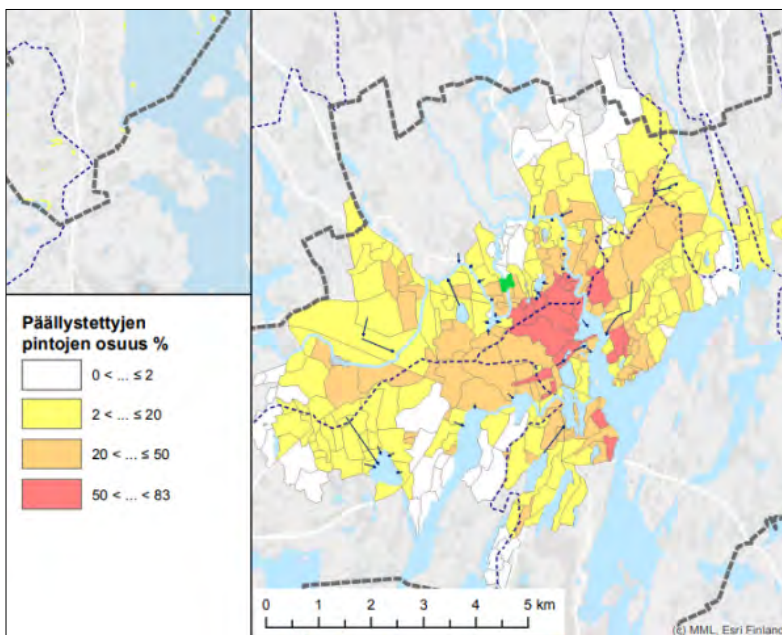 Päällystettyjen
pintojen osuus %
0 < ... ≤ 2
2 < ... ≤ 20
20 < ... ≤ 50
50 < ... < 83
0 1 2 3 4 5 km
(c) MML, Esri Finland